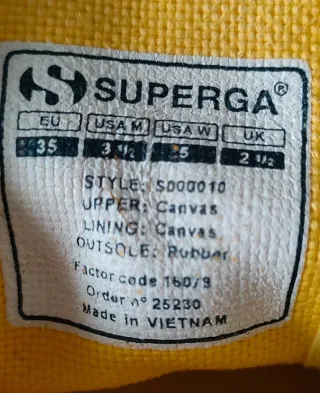 SUPERGA®
EU USA M USA W UK
35 3 1/2 5 2 1/2
STYLE: S000010
UPPER: Canvas
LINING: Canvas
OUTSOLE: Rubber
Factor code 160/9
Order n° 25230
Made in VIETNAM